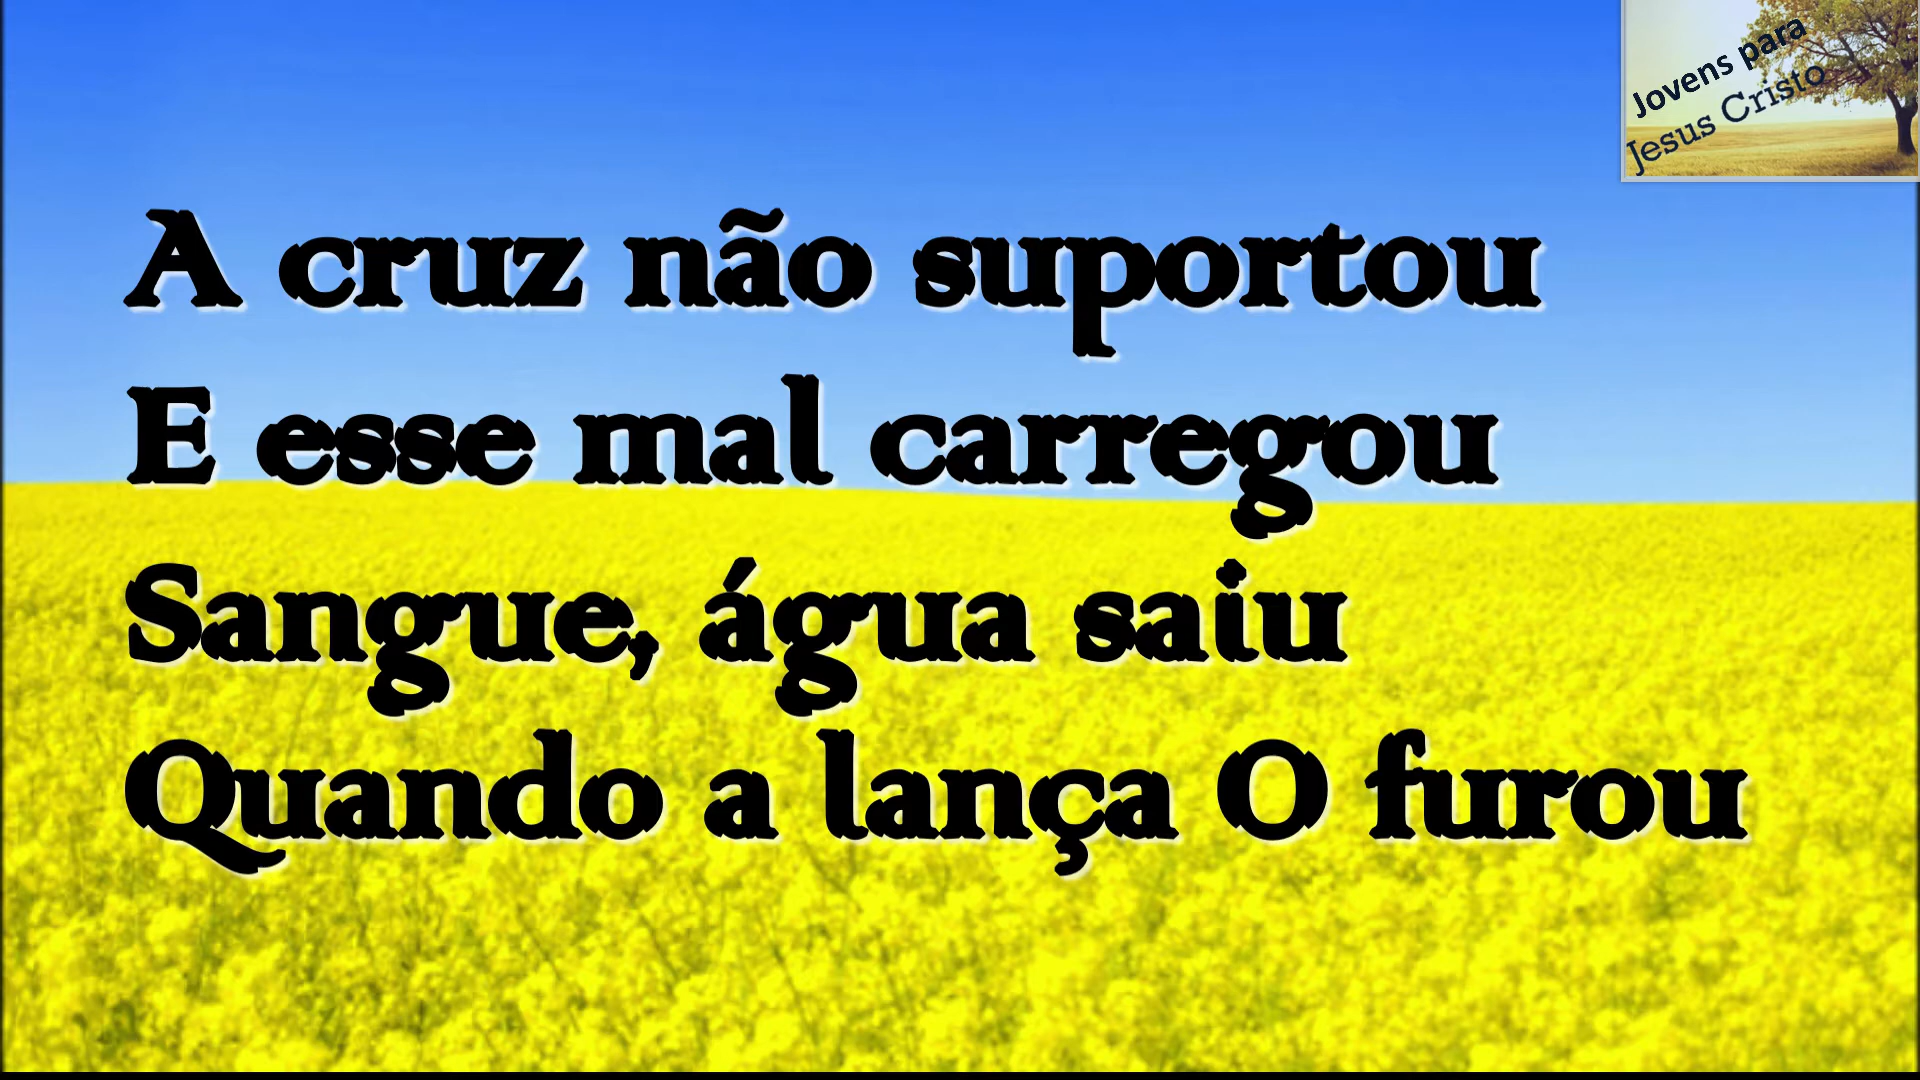 Jovens para
Jesus Cristo
A cruz não suportou
E esse mal carregou
Sangue, água saiu
Quando a lança O furou